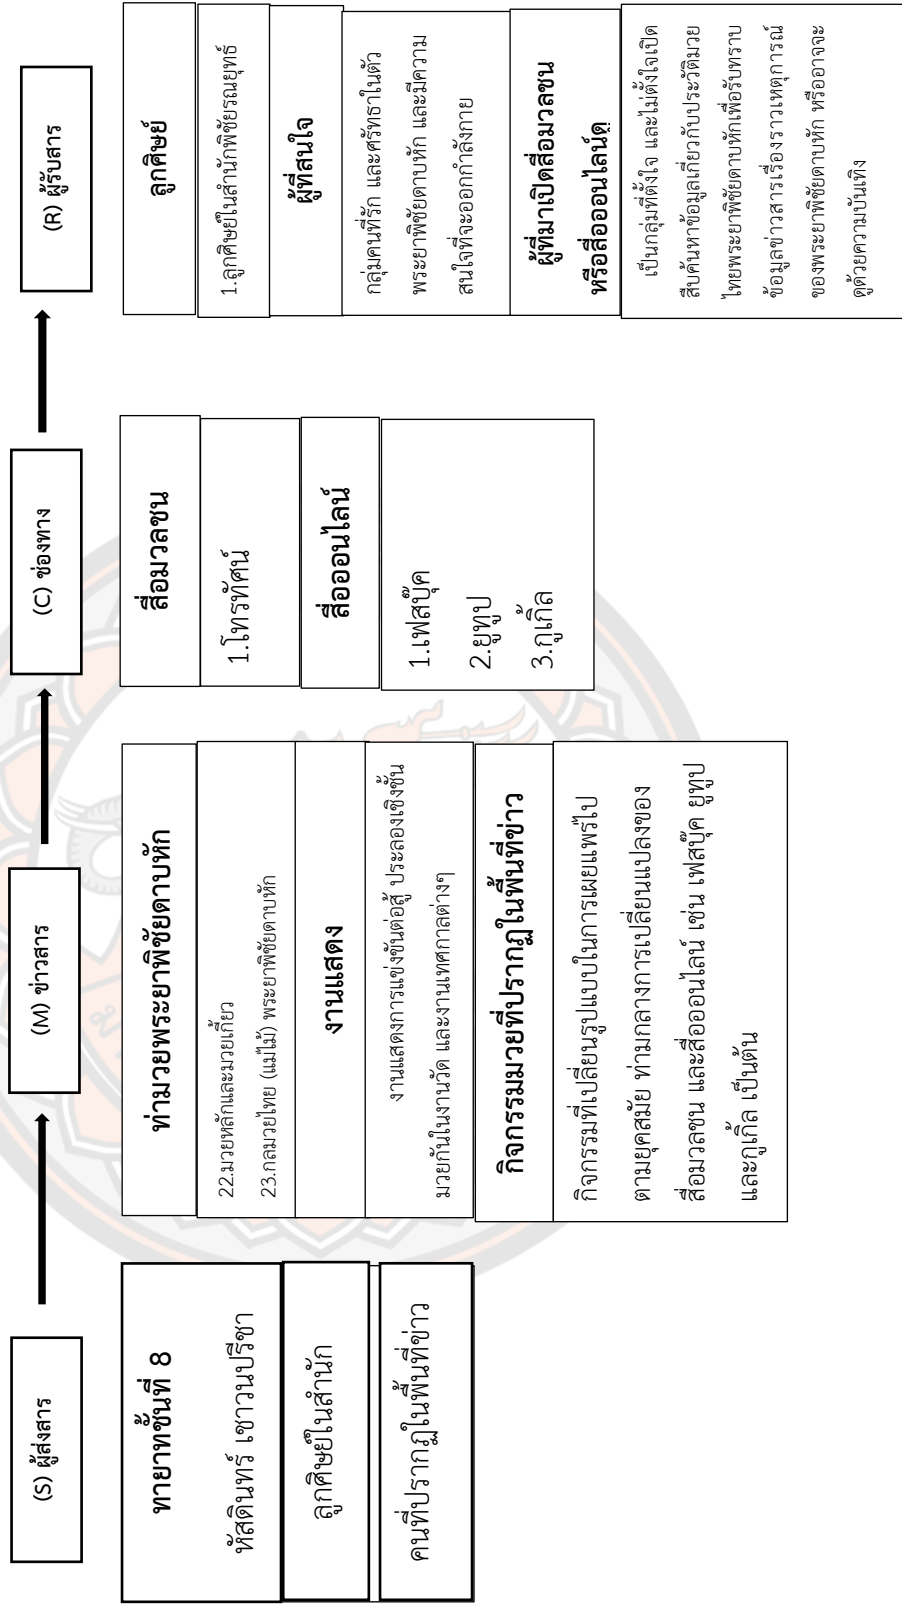 (S) ผู้ส่งสาร
(M) ข่าวสาร
(C) ช่องทาง
(R) ผู้รับสาร
ทายาทชั้นที่ 8
หัสดินทร์ เชาวนปรีชา
ลูกศิษย์ในสำนัก
คนที่ปรากฏในพื้นที่ข่าว
ท่ามวยพระยาพิชัยดาบหัก
22.มวยหลักและมวยเกี้ยว
23.กลมวยไทย (แม่ไม้) พระยาพิชัยดาบหัก
งานแสดง
งานแสดงการแข่งขันต่อสู้ ประลองเชิงชั้น
มวยกันในงานวัด และงานเทศกาลต่างๆ
กิจกรรมมวยที่ปรากฏในพื้นที่ข่าว
กิจกรรมที่เปลี่ยนรูปแบบในการเผยแพร่ไป
ตามยุคสมัย ท่ามกลางการเปลี่ยนแปลงของ
สื่อมวลชน และสื่อออนไลน์ เช่น เฟสบุ๊ค ยูทูป
และกูเกิ้ล เป็นต้น
สื่อมวลชน
1.โทรทัศน์
สื่อออนไลน์
1.เฟสบุ๊ค
2.ยูทูป
3.กูเกิ้ล
ลูกศิษย์
1.ลูกศิษย์ในสำนักพิชัยรณยุทธ์
ผู้ที่สนใจ
กลุ่มคนที่รัก และศรัทธาในตัว
พระยาพิชัยดาบหัก และมีความ
สนใจที่จะออกกำลังกาย
ผู้ที่มาเปิดสื่อมวลชน
หรือสื่อออนไลน์ดู
เป็นกลุ่มที่ตั้งใจ และไม่ตั้งใจเปิด
สืบค้นหาข้อมูลเกี่ยวกับประวัติมวย
ไทยพระยาพิชัยดาบหักเพื่อรับทราบ
ข้อมูลข่าวสารเรื่องราวเหตุการณ์
ของพระยาพิชัยดาบหัก หรืออาจจะ
ดูด้วยความบันเทิง